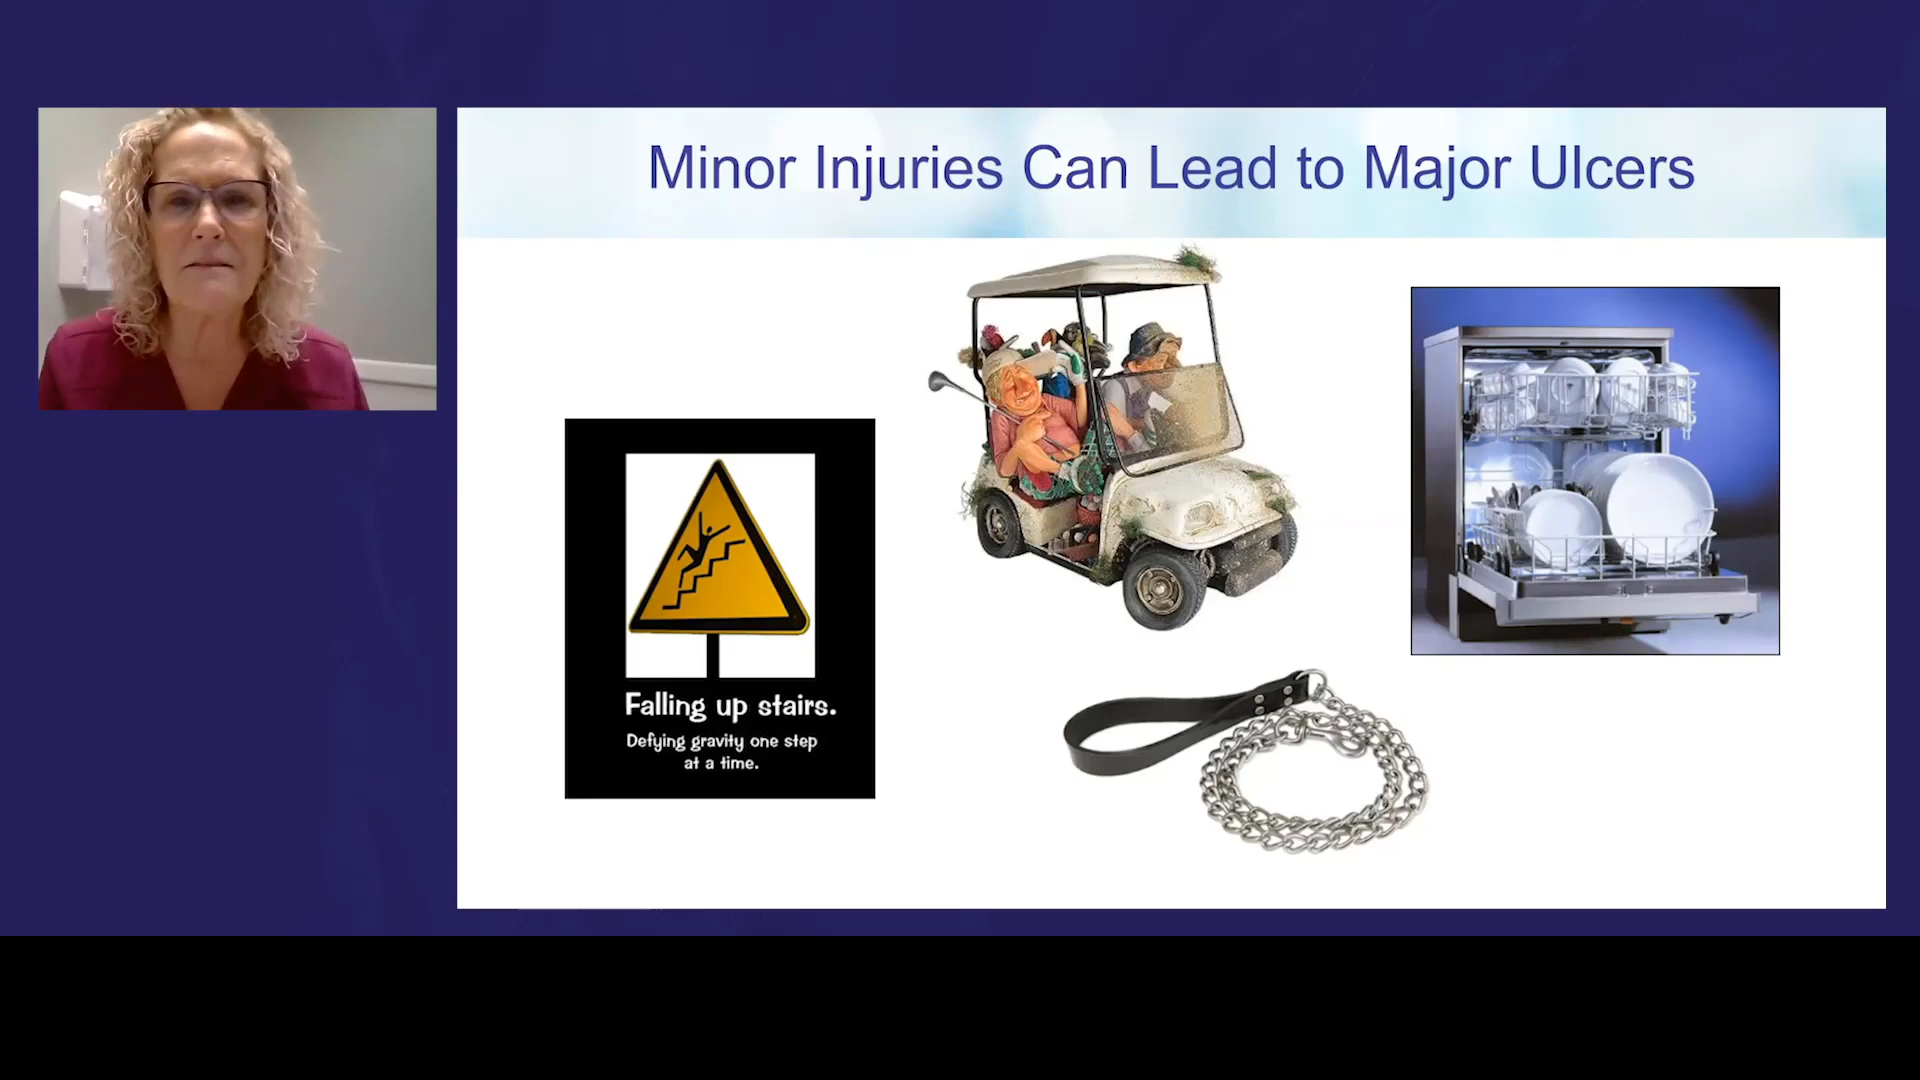 Minor Injuries Can Lead to Major Ulcers
Falling up stairs.
Defying gravity one step
at a time.